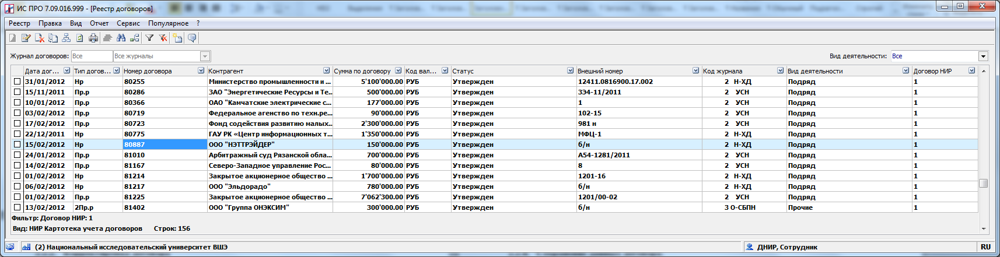 ИС ПРО 7.09.016.999 - [Реестр договоров]
Реестр Правка Вид Отчет Сервис Популярное ?
Журнал договоров: Все Все журналы Вид деятельности: Все
Дата дог... Тип догов... Номер договора Контрагент Сумма по договору Код вал... Статус Внешний номер Код журнала Вид деятельности Договор НИР
31/01/2012 Нр 80255 Министерство промышленности и ... 5'100'000.00 РУБ Утвержден 12411.0816900.17.002 2 Н-ХД Подряд 1
15/11/2011 Пр.р 80286 ЗАО "Энергетические Ресурсы и Те... 500'000.00 РУБ Утвержден ЗЭ4-11/2011 2 УСН Подряд 1
10/01/2012 Пр.р 80366 ОАО "Камчатские электрические с... 177'000.00 РУБ Утвержден 1 2 УСН Подряд 1
03/02/2012 Пр.р 80719 Федеральное агенство по техн.ре... 90'000.00 РУБ Утвержден 102-15 2 УСН Подряд 1
17/02/2012 Пр.р 80723 Фонд содействия развитию малых... 2'300'000.00 РУБ Утвержден 981 н 2 УСН Подряд 1
22/12/2011 Нр 80775 ГАУ РК «Центр информационных т... 1'350'000.00 РУБ Утвержден МФЦ-1 2 Н-ХД Подряд 1
15/02/2012 Нр 80887 ООО "НЭТТРЭЙДЕР" 150'000.00 РУБ Утвержден б/н 2 Н-ХД Подряд 1
24/01/2012 Пр.р 81010 Арбитражный суд Рязанской обла... 700'000.00 РУБ Утвержден А54-1281/2011 2 УСН Подряд 1
14/02/2012 Пр.р 81167 Северо-Западное управление Рос... 80'000.00 РУБ Утвержден 8 2 УСН Подряд 1
01/02/2012 Нр 81214 Закрытое акционерное общество ... 1'700'000.00 РУБ Утвержден 1201-16 2 Н-ХД Подряд 1
06/02/2012 Нр 81217 ООО "Эльдорадо" 780'000.00 РУБ Утвержден б/н 2 Н-ХД Подряд 1
01/02/2012 Пр.р 81225 Закрытое акционерное общество ... 7'062'300.00 РУБ Утвержден 1201/00-02 2 УСН Подряд 1
13/02/2012 2Пр.р 81402 ООО "Группа ОНЭКСИМ" 300'000.00 РУБ Утвержден б/н 3 О-СБПН Прочие 1
Фильтр: Договор НИР: 1
Вид: НИР Картотека учета договоров Строк: 156
(2) Национальный исследовательский университет ВШЭ ДНИР, Сотрудник RU